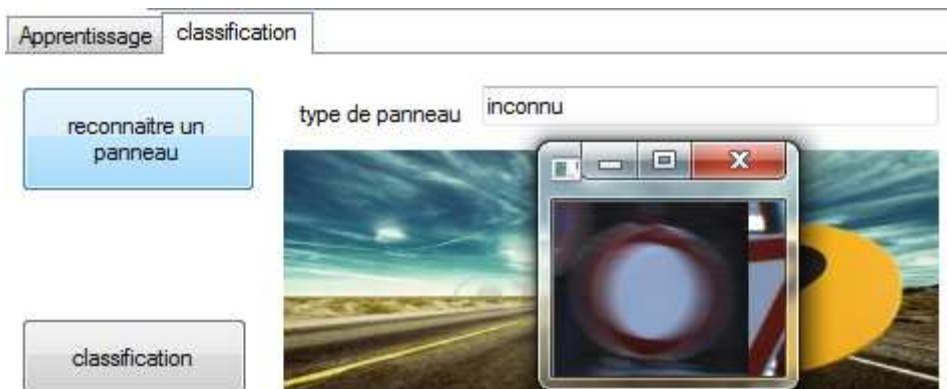 Apprentissage
classification
reconnaitre un
panneau
type de panneau
inconnu
classification